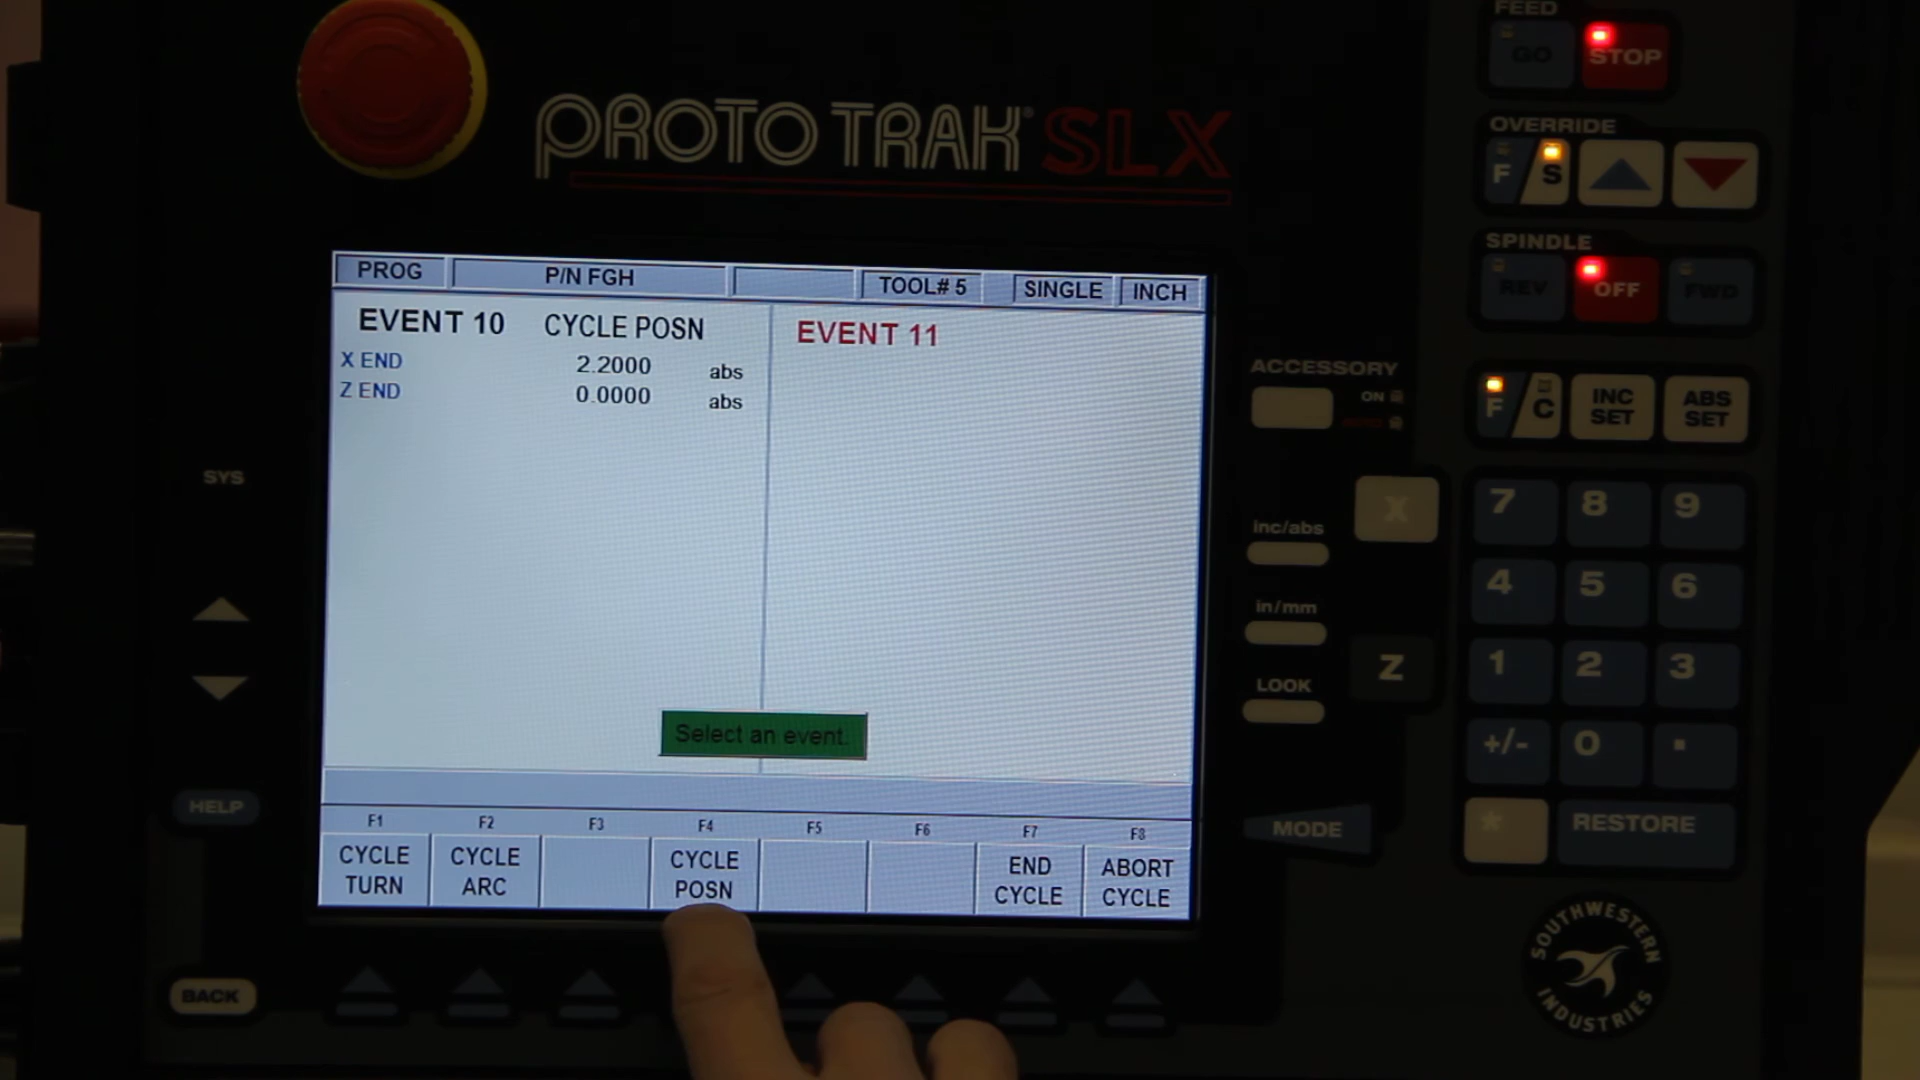 FEED
GO STOP
PROTO TRAK® SLX
OVERRIDE
F S
SPINDLE
REV OFF FWD
PROG P/N FGH TOOL# 5 SINGLE INCH
EVENT 10 CYCLE POSN
X END 2.2000 abs
Z END 0.0000 abs
EVENT 11
Select an event.
F1 F2 F3 F4 F5 F6 F7 F8
CYCLE TURN
CYCLE ARC
CYCLE POSN
END CYCLE
ABORT CYCLE
SYS
HELP
BACK
ACCESSORY
ON
F C
INC SET
ABS SET
inc/abs
X
in/mm
LOOK
Z
MODE
7 8 9
4 5 6
1 2 3
+/- 0 .
* RESTORE
SOUTHWESTERN
INDUSTRIES